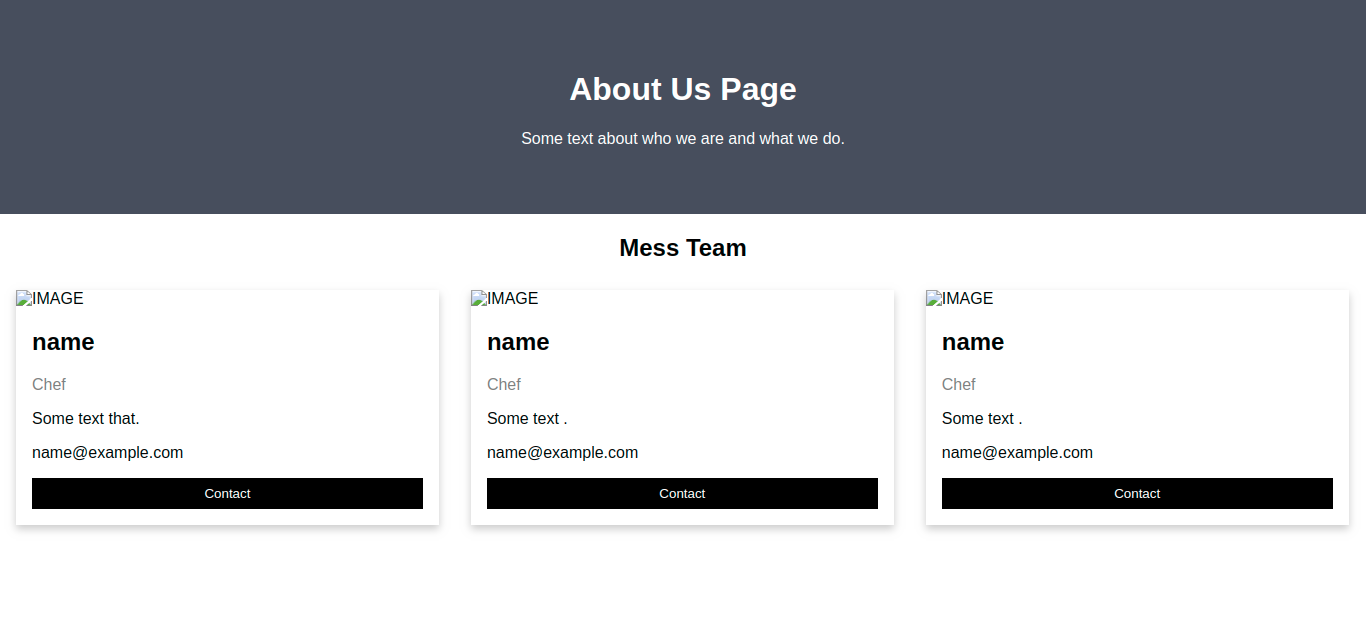 About Us Page
Some text about who we are and what we do.
Mess Team
IMAGE
name
Chef
Some text that.
name@example.com
Contact
IMAGE
name
Chef
Some text .
name@example.com
Contact
IMAGE
name
Chef
Some text .
name@example.com
Contact